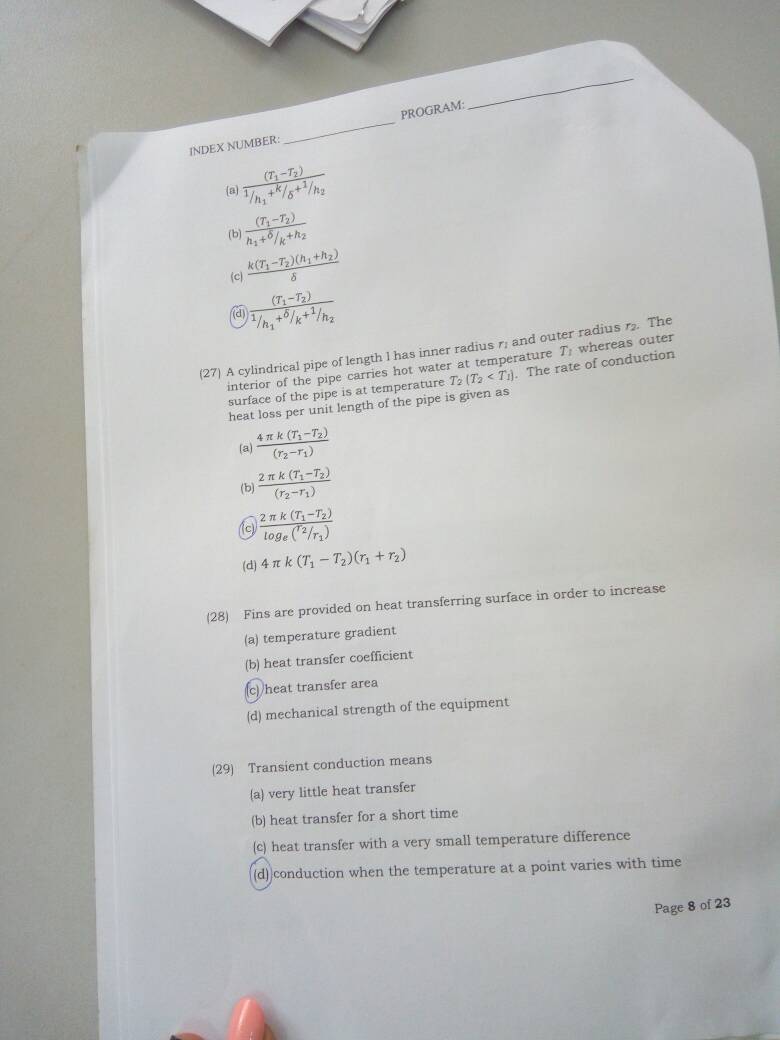 INDEX NUMBER: ____________ PROGRAM: ____________
(a) (T₁−T₂) / (1/h₁ + k/δ + 1/h₂)
(b) (T₁−T₂) / (h₁ + δ/k + h₂)
(c) k(T₁−T₂)(h₁+h₂) / δ
(d) (T₁−T₂) / (1/h₁ + δ/k + 1/h₂)
(27) A cylindrical pipe of length l has inner radius r₁ and outer radius r₂. The
interior of the pipe carries hot water at temperature T₁ whereas outer
surface of the pipe is at temperature T₂ (T₂ < T₁). The rate of conduction
heat loss per unit length of the pipe is given as
(a) 4 π k (T₁−T₂) / (r₂−r₁)
(b) 2 π k (T₁−T₂) / (r₂−r₁)
(c) 2 π k (T₁−T₂) / logₑ (r₂/r₁)
(d) 4 π k (T₁ − T₂)(r₁ + r₂)
(28) Fins are provided on heat transferring surface in order to increase
(a) temperature gradient
(b) heat transfer coefficient
(c) heat transfer area
(d) mechanical strength of the equipment
(29) Transient conduction means
(a) very little heat transfer
(b) heat transfer for a short time
(c) heat transfer with a very small temperature difference
(d) conduction when the temperature at a point varies with time
Page 8 of 23